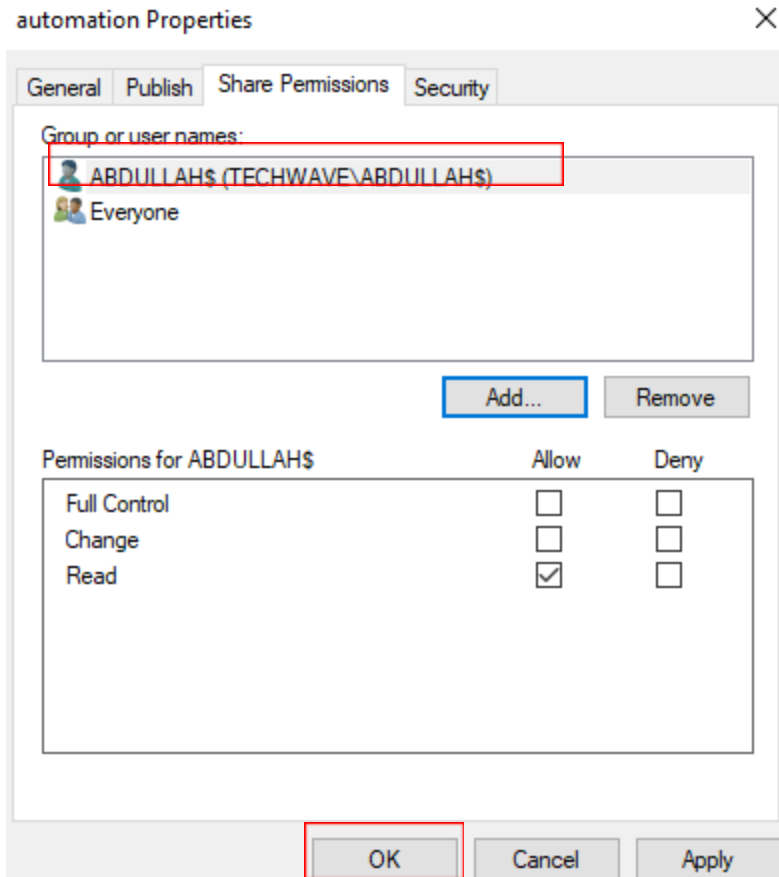 automation Properties
General Publish Share Permissions Security
Group or user names:
ABDULLAH$ (TECHWAVE\ABDULLAH$)
Everyone
Add... Remove
Permissions for ABDULLAH$ Allow Deny
Full Control
Change
Read
OK Cancel Apply